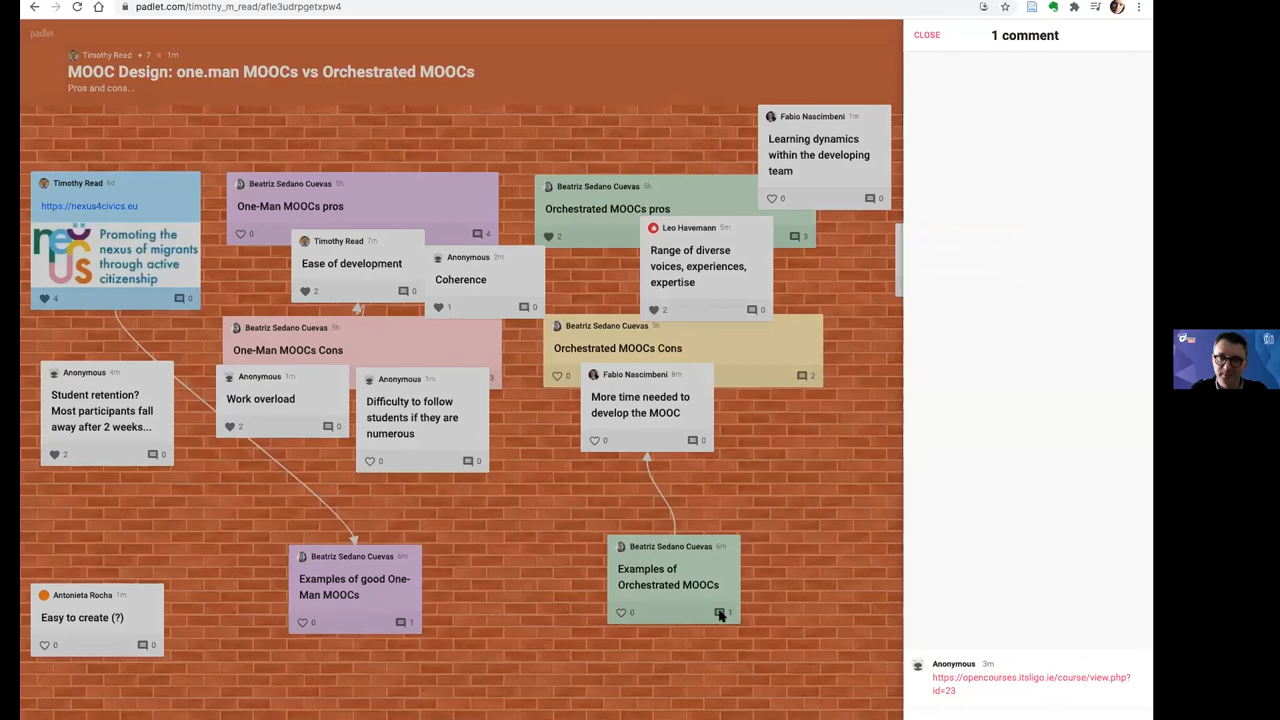 padlet.com/timothy_m_read/afle3udrpgetxpw4
padlet
Timothy Read + 7 1m
MOOC Design: one.man MOOCs vs Orchestrated MOOCs
Pros and cons...
Timothy Read 6d
https://nexus4civics.eu
nexus
Promoting the
nexus of migrants
through active
citizenship
4 0
Beatriz Sedano Cuevas 5h
One-Man MOOCs pros
0 4
Timothy Read 7m
Ease of development
2 0
Anonymous 2m
Coherence
1 0
Beatriz Sedano Cuevas 5h
Orchestrated MOOCs pros
2 3
Fabio Nascimbeni 1m
Learning dynamics
within the developing
team
0 0
Leo Havemann 5m
Range of diverse
voices, experiences,
expertise
2 0
Beatriz Sedano Cuevas 5h
One-Man MOOCs Cons
3
Beatriz Sedano Cuevas 5h
Orchestrated MOOCs Cons
0 2
Anonymous 4m
Student retention?
Most participants fall
away after 2 weeks...
2 0
Anonymous 1m
Work overload
2 0
Anonymous 1m
Difficulty to follow
students if they are
numerous
0 0
Fabio Nascimbeni 8m
More time needed to
develop the MOOC
0 0
Antonieta Rocha 1m
Easy to create (?)
0 0
Beatriz Sedano Cuevas 6m
Examples of good One-
Man MOOCs
0 1
Beatriz Sedano Cuevas 6m
Examples of
Orchestrated MOOCs
0 1
CLOSE 1 comment
Anonymous 3m
https://opencourses.itsligo.ie/course/view.php?
id=23